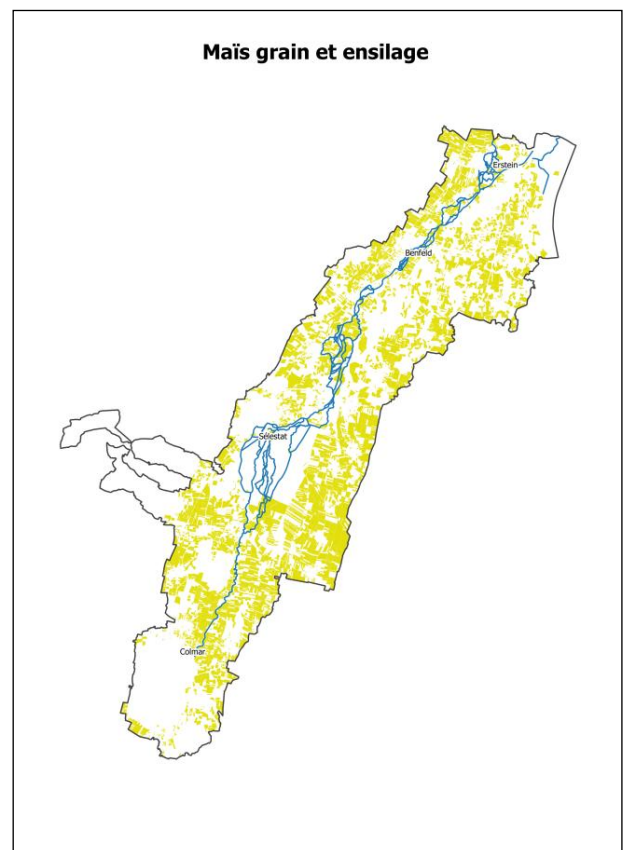 Maïs grain et ensilage
Erstein
Benfeld
Sélestat
Colmar